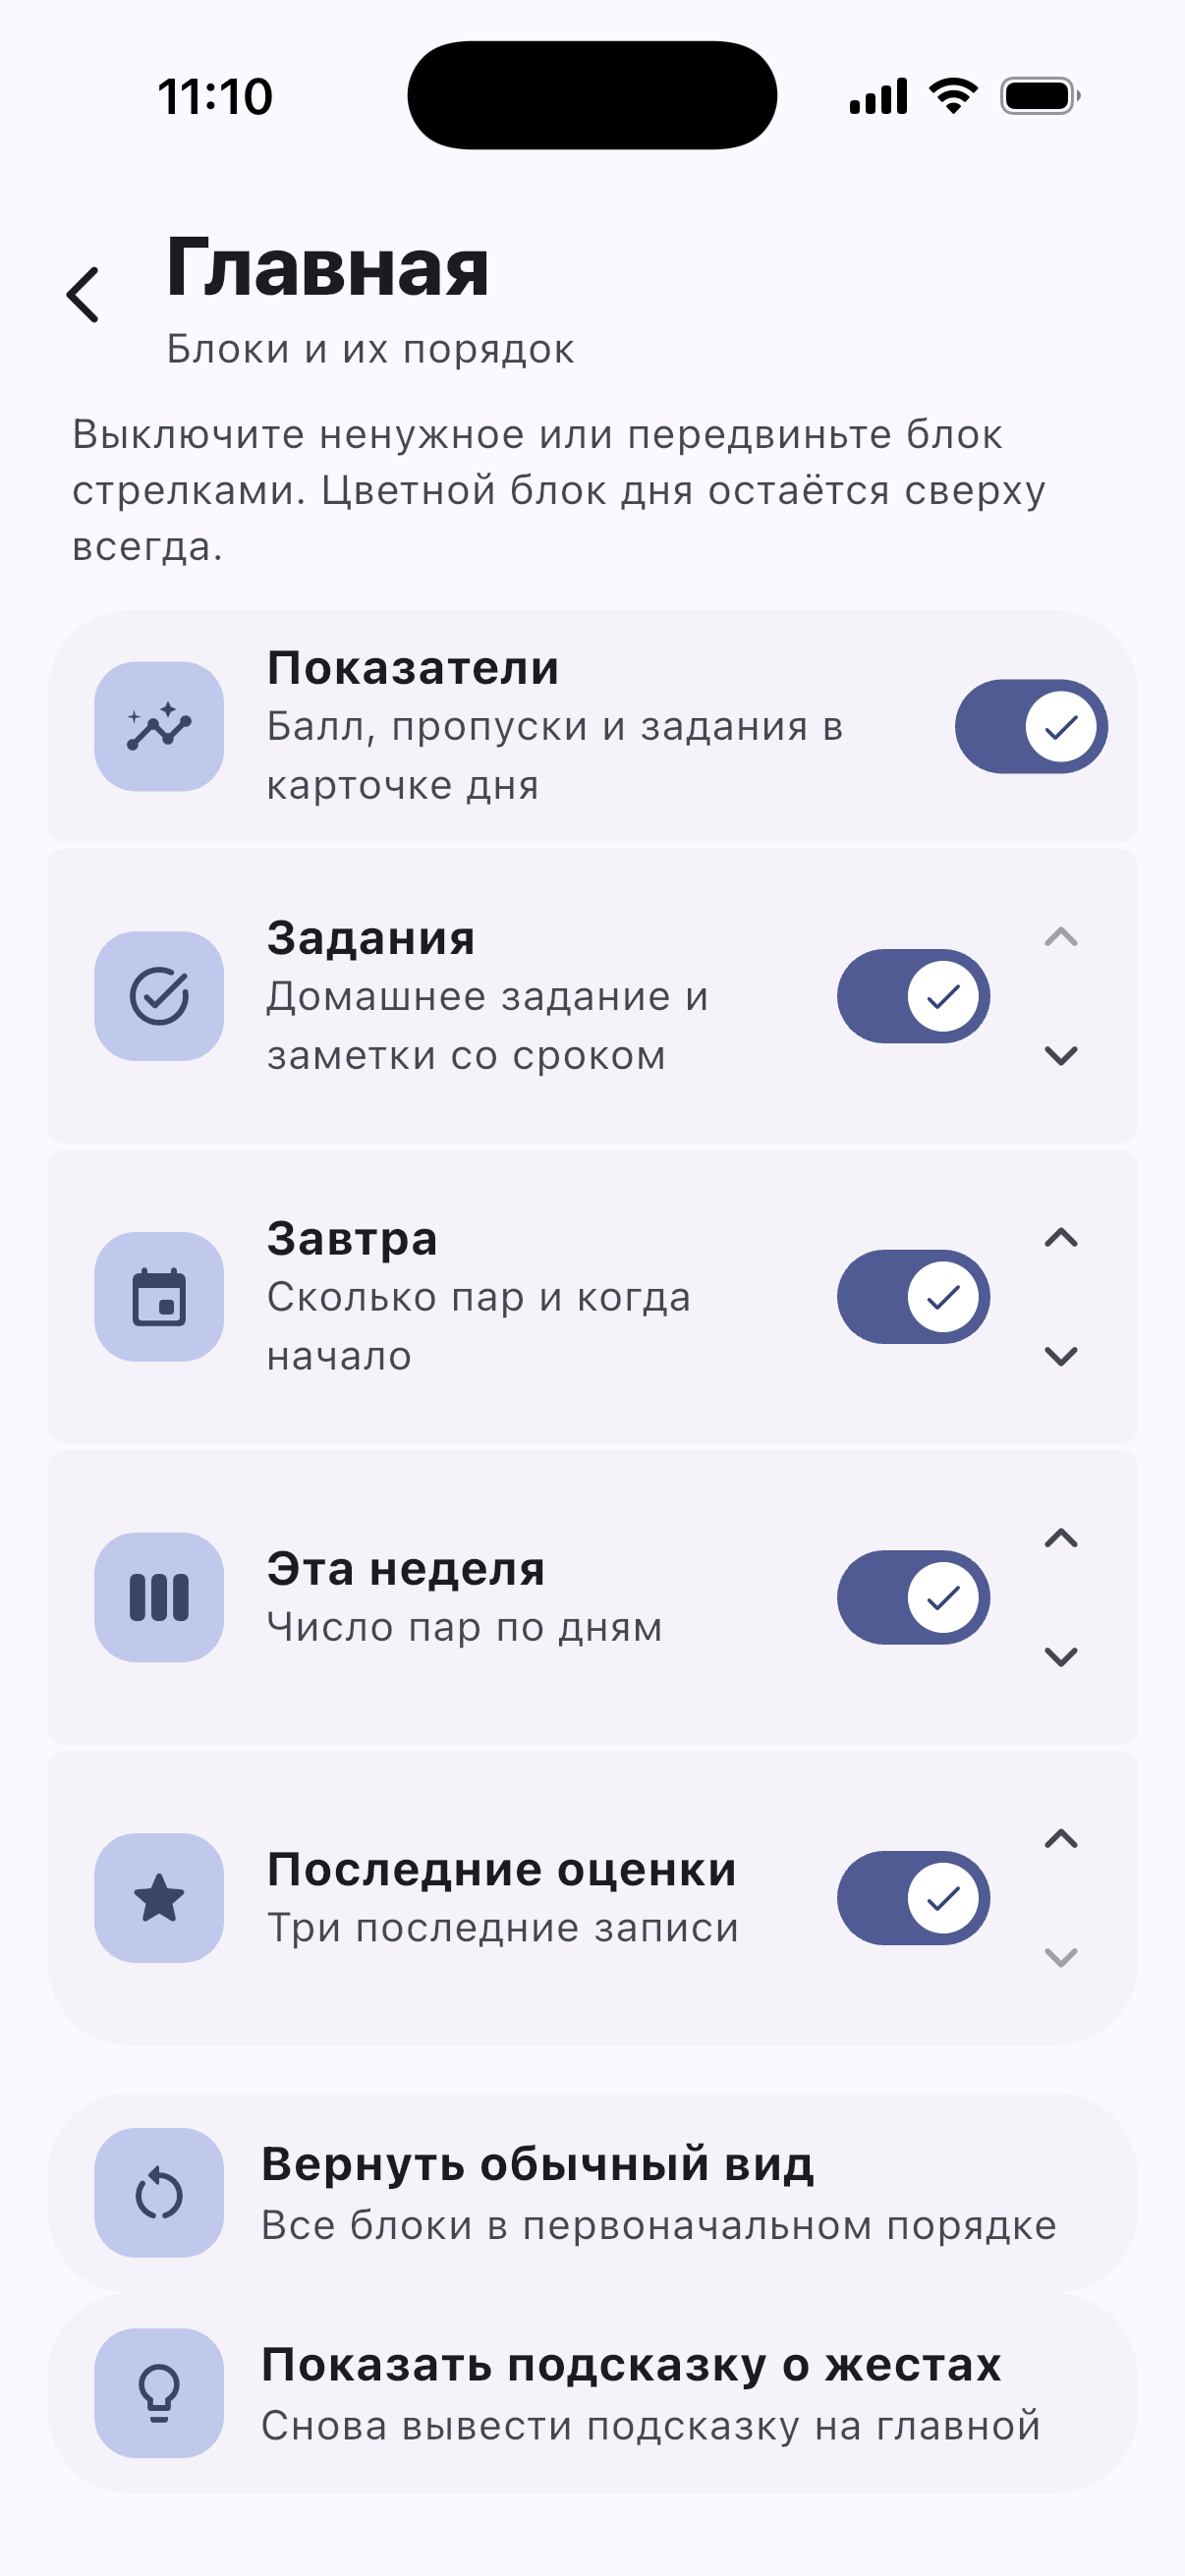 11:10
Главная
Блоки и их порядок
Выключите ненужное или передвиньте блок
стрелками. Цветной блок дня остаётся сверху
всегда.
Показатели
Балл, пропуски и задания в
карточке дня
Задания
Домашнее задание и
заметки со сроком
Завтра
Сколько пар и когда
начало
Эта неделя
Число пар по дням
Последние оценки
Три последние записи
Вернуть обычный вид
Все блоки в первоначальном порядке
Показать подсказку о жестах
Снова вывести подсказку на главной